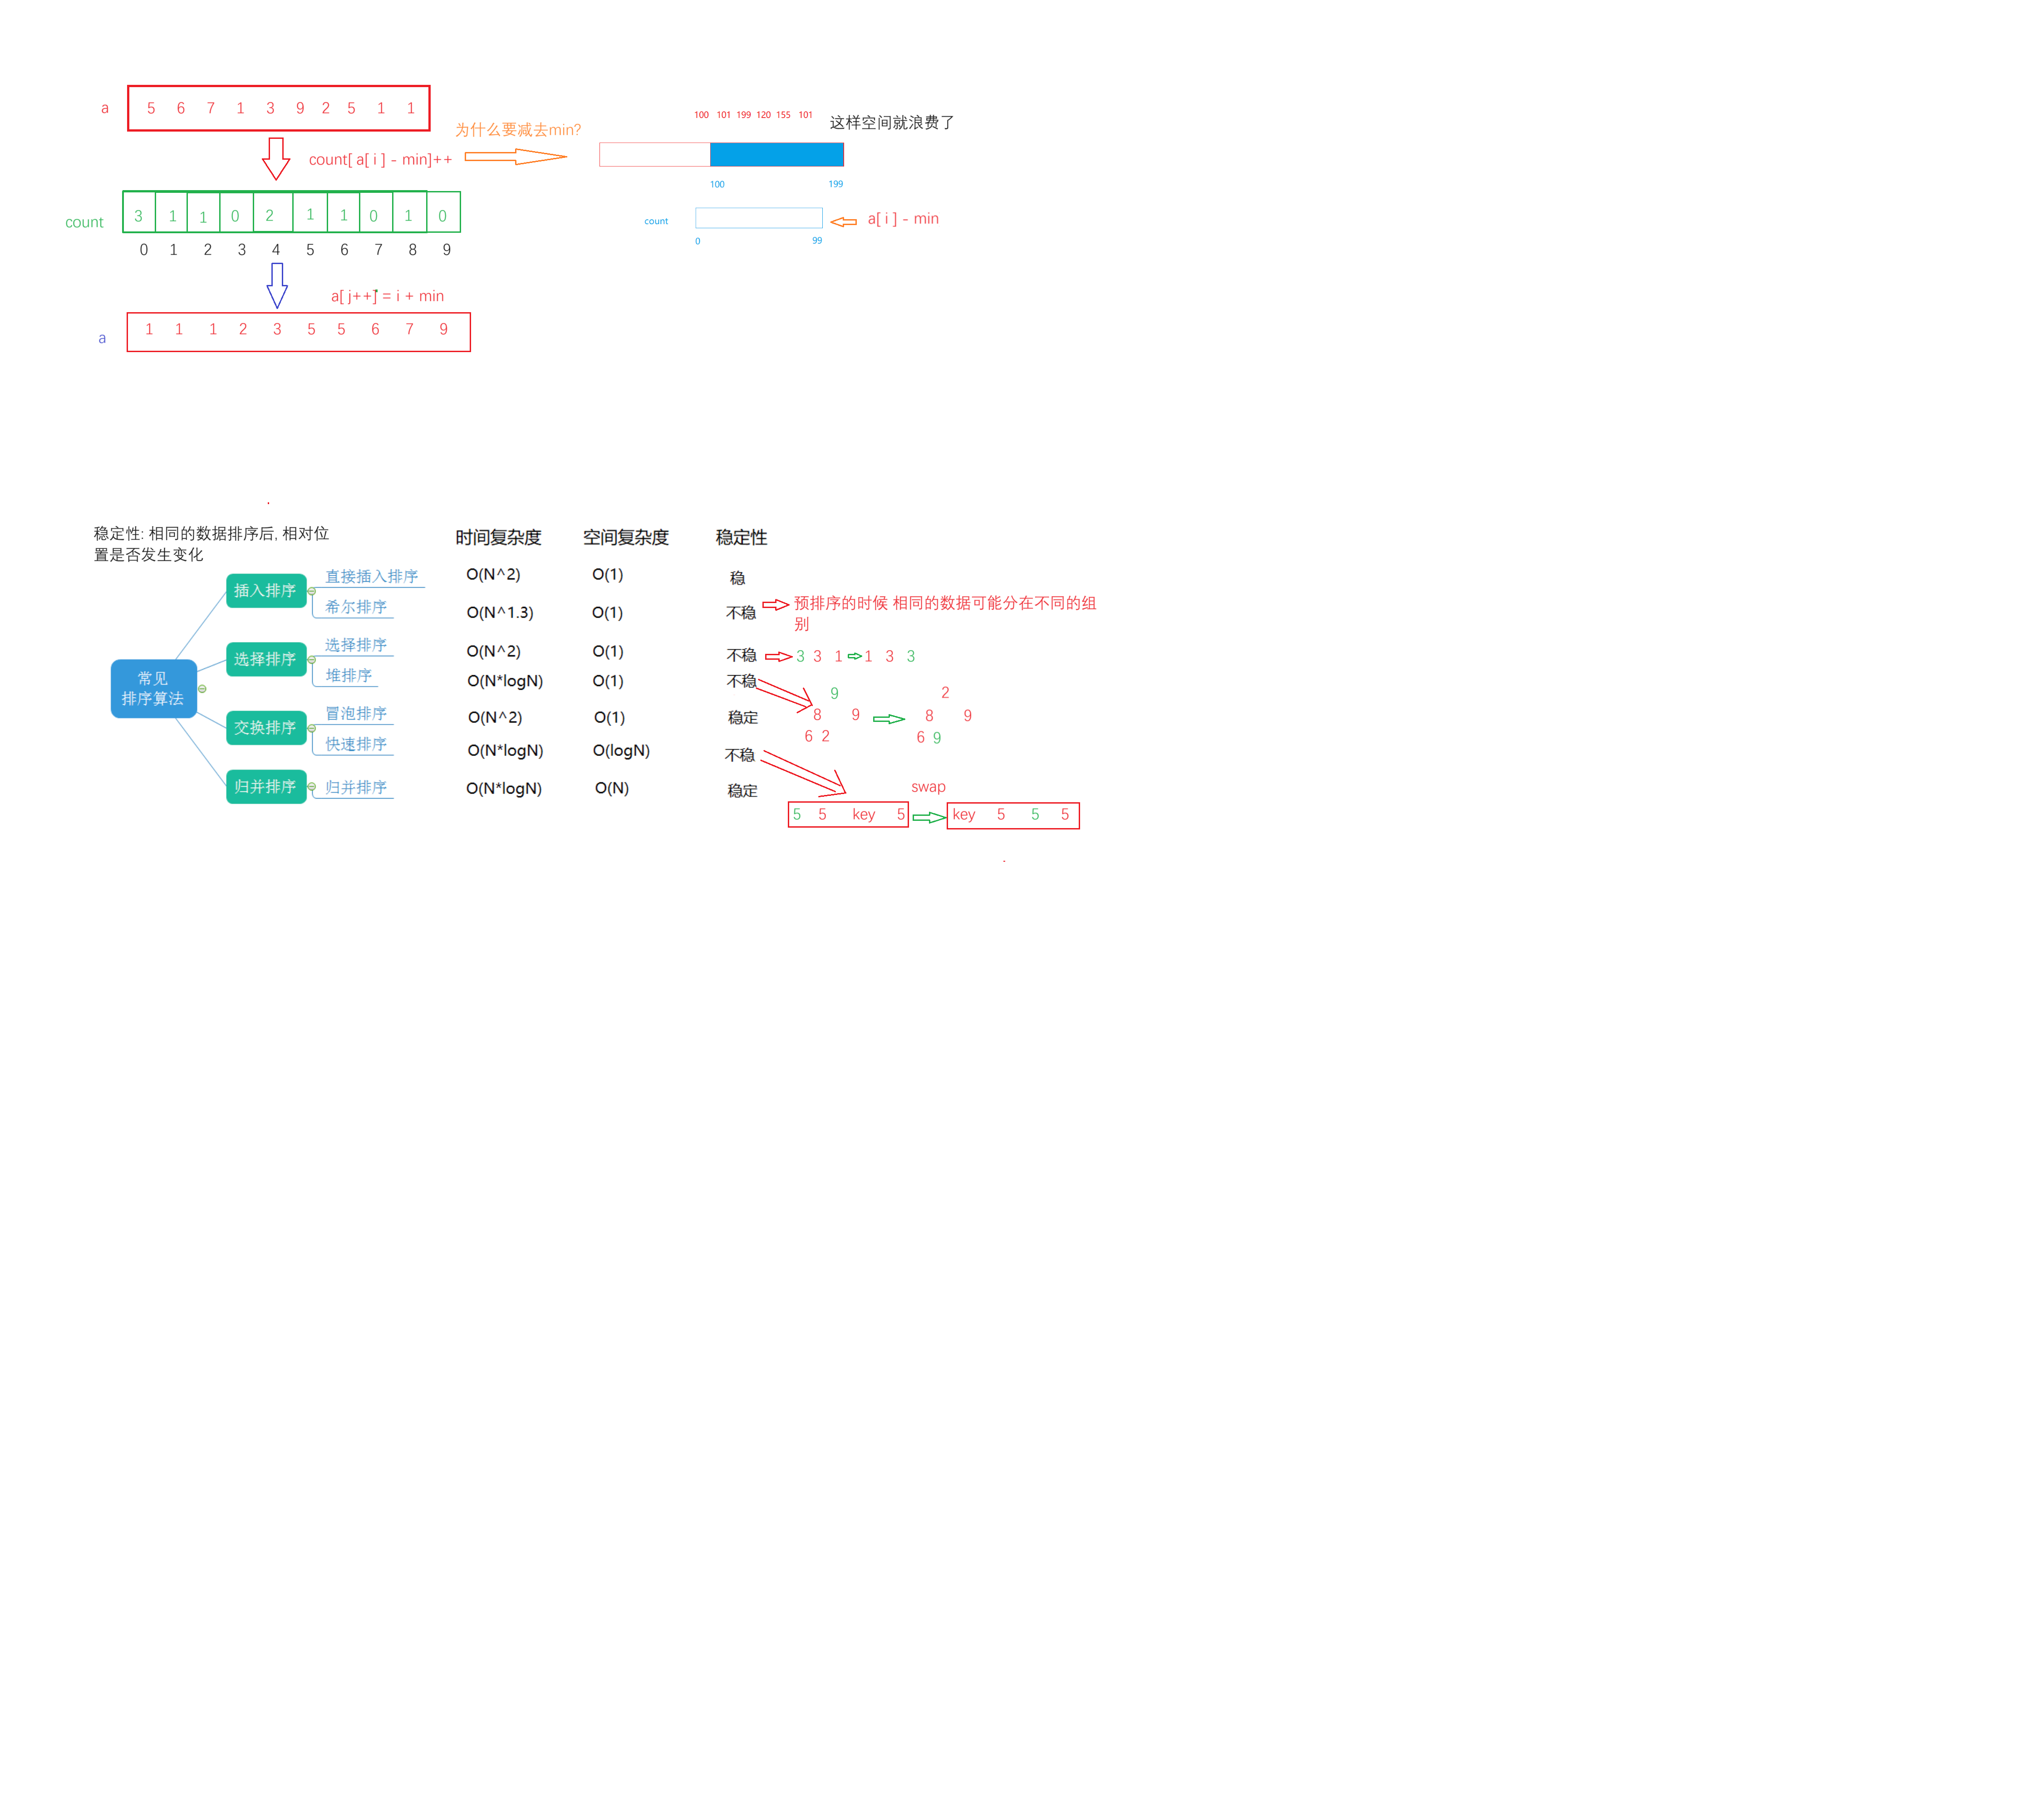 a 5 6 7 1 3 9 2 5 1 1
count[ a[ i ] - min]++
为什么要减去min?
100 101 199 120 155 101
这样空间就浪费了
100 199
count 3 1 1 0 2 1 1 0 1 0
0 1 2 3 4 5 6 7 8 9
count
a[ i ] - min
0 99
a[ j++] = i + min
a 1 1 1 2 3 5 5 6 7 9
稳定性: 相同的数据排序后, 相对位
置是否发生变化
时间复杂度 空间复杂度 稳定性
常见
排序算法
插入排序
直接插入排序 O(N^2) O(1) 稳
希尔排序 O(N^1.3) O(1) 不稳
预排序的时候 相同的数据可能分在不同的组
别
选择排序
选择排序 O(N^2) O(1) 不稳 3 3 1 1 3 3
堆排序 O(N*logN) O(1) 不稳
9 2
8 9 8 9
6 2 6 9
交换排序
冒泡排序 O(N^2) O(1) 稳定
快速排序 O(N*logN) O(logN) 不稳
归并排序
归并排序 O(N*logN) O(N) 稳定
swap
5 5 key 5 key 5 5 5